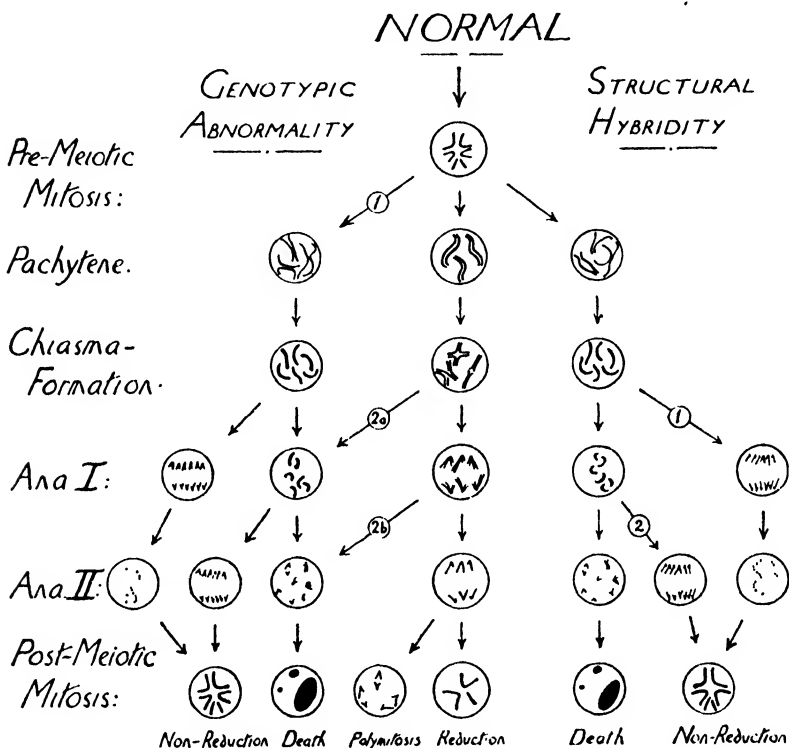 NORMAL
GENOTYPIC
ABNORMALITY
STRUCTURAL
HYBRIDITY
Pre-Meiotic
Mitosis:
1
Pachytene.
Chiasma-
Formation.
2a
1
Ana I:
2b
2
Ana II:
Post-Meiotic
Mitosis:
Non-Reduction Death Polymitosis Reduction Death Non-Reduction